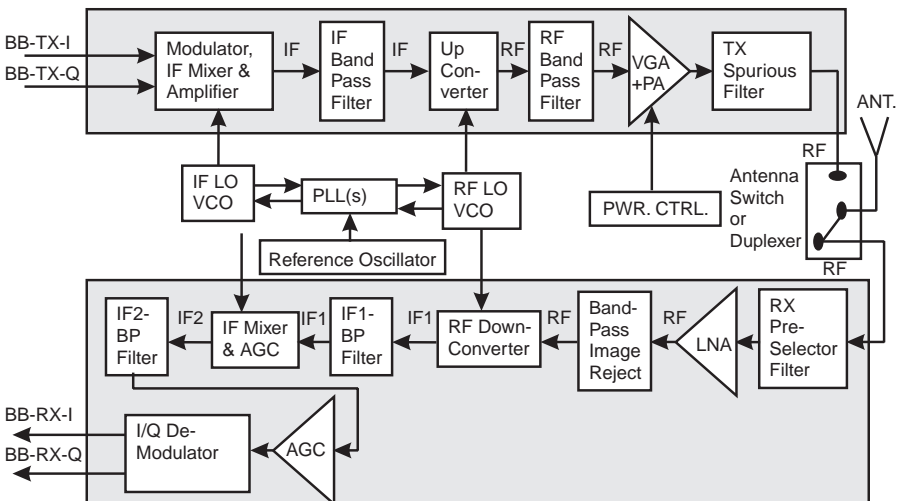 BB-TX-I
BB-TX-Q
Modulator,
IF Mixer &
Amplifier
IF
IF
Band
Pass
Filter
IF
Up
Con-
verter
RF
RF
Band
Pass
Filter
RF
VGA
+PA
TX
Spurious
Filter
ANT.
RF
Antenna
Switch
or
Duplexer
RF
IF LO
VCO
PLL(s)
RF LO
VCO
PWR. CTRL.
Reference Oscillator
IF2-
BP
Filter
IF2
IF Mixer
& AGC
IF1
IF1-
BP
Filter
IF1
RF Down-
Converter
RF
Band-
Pass
Image
Reject
RF
LNA
RX
Pre-
Selector
Filter
BB-RX-I
BB-RX-Q
I/Q De-
Modulator
AGC